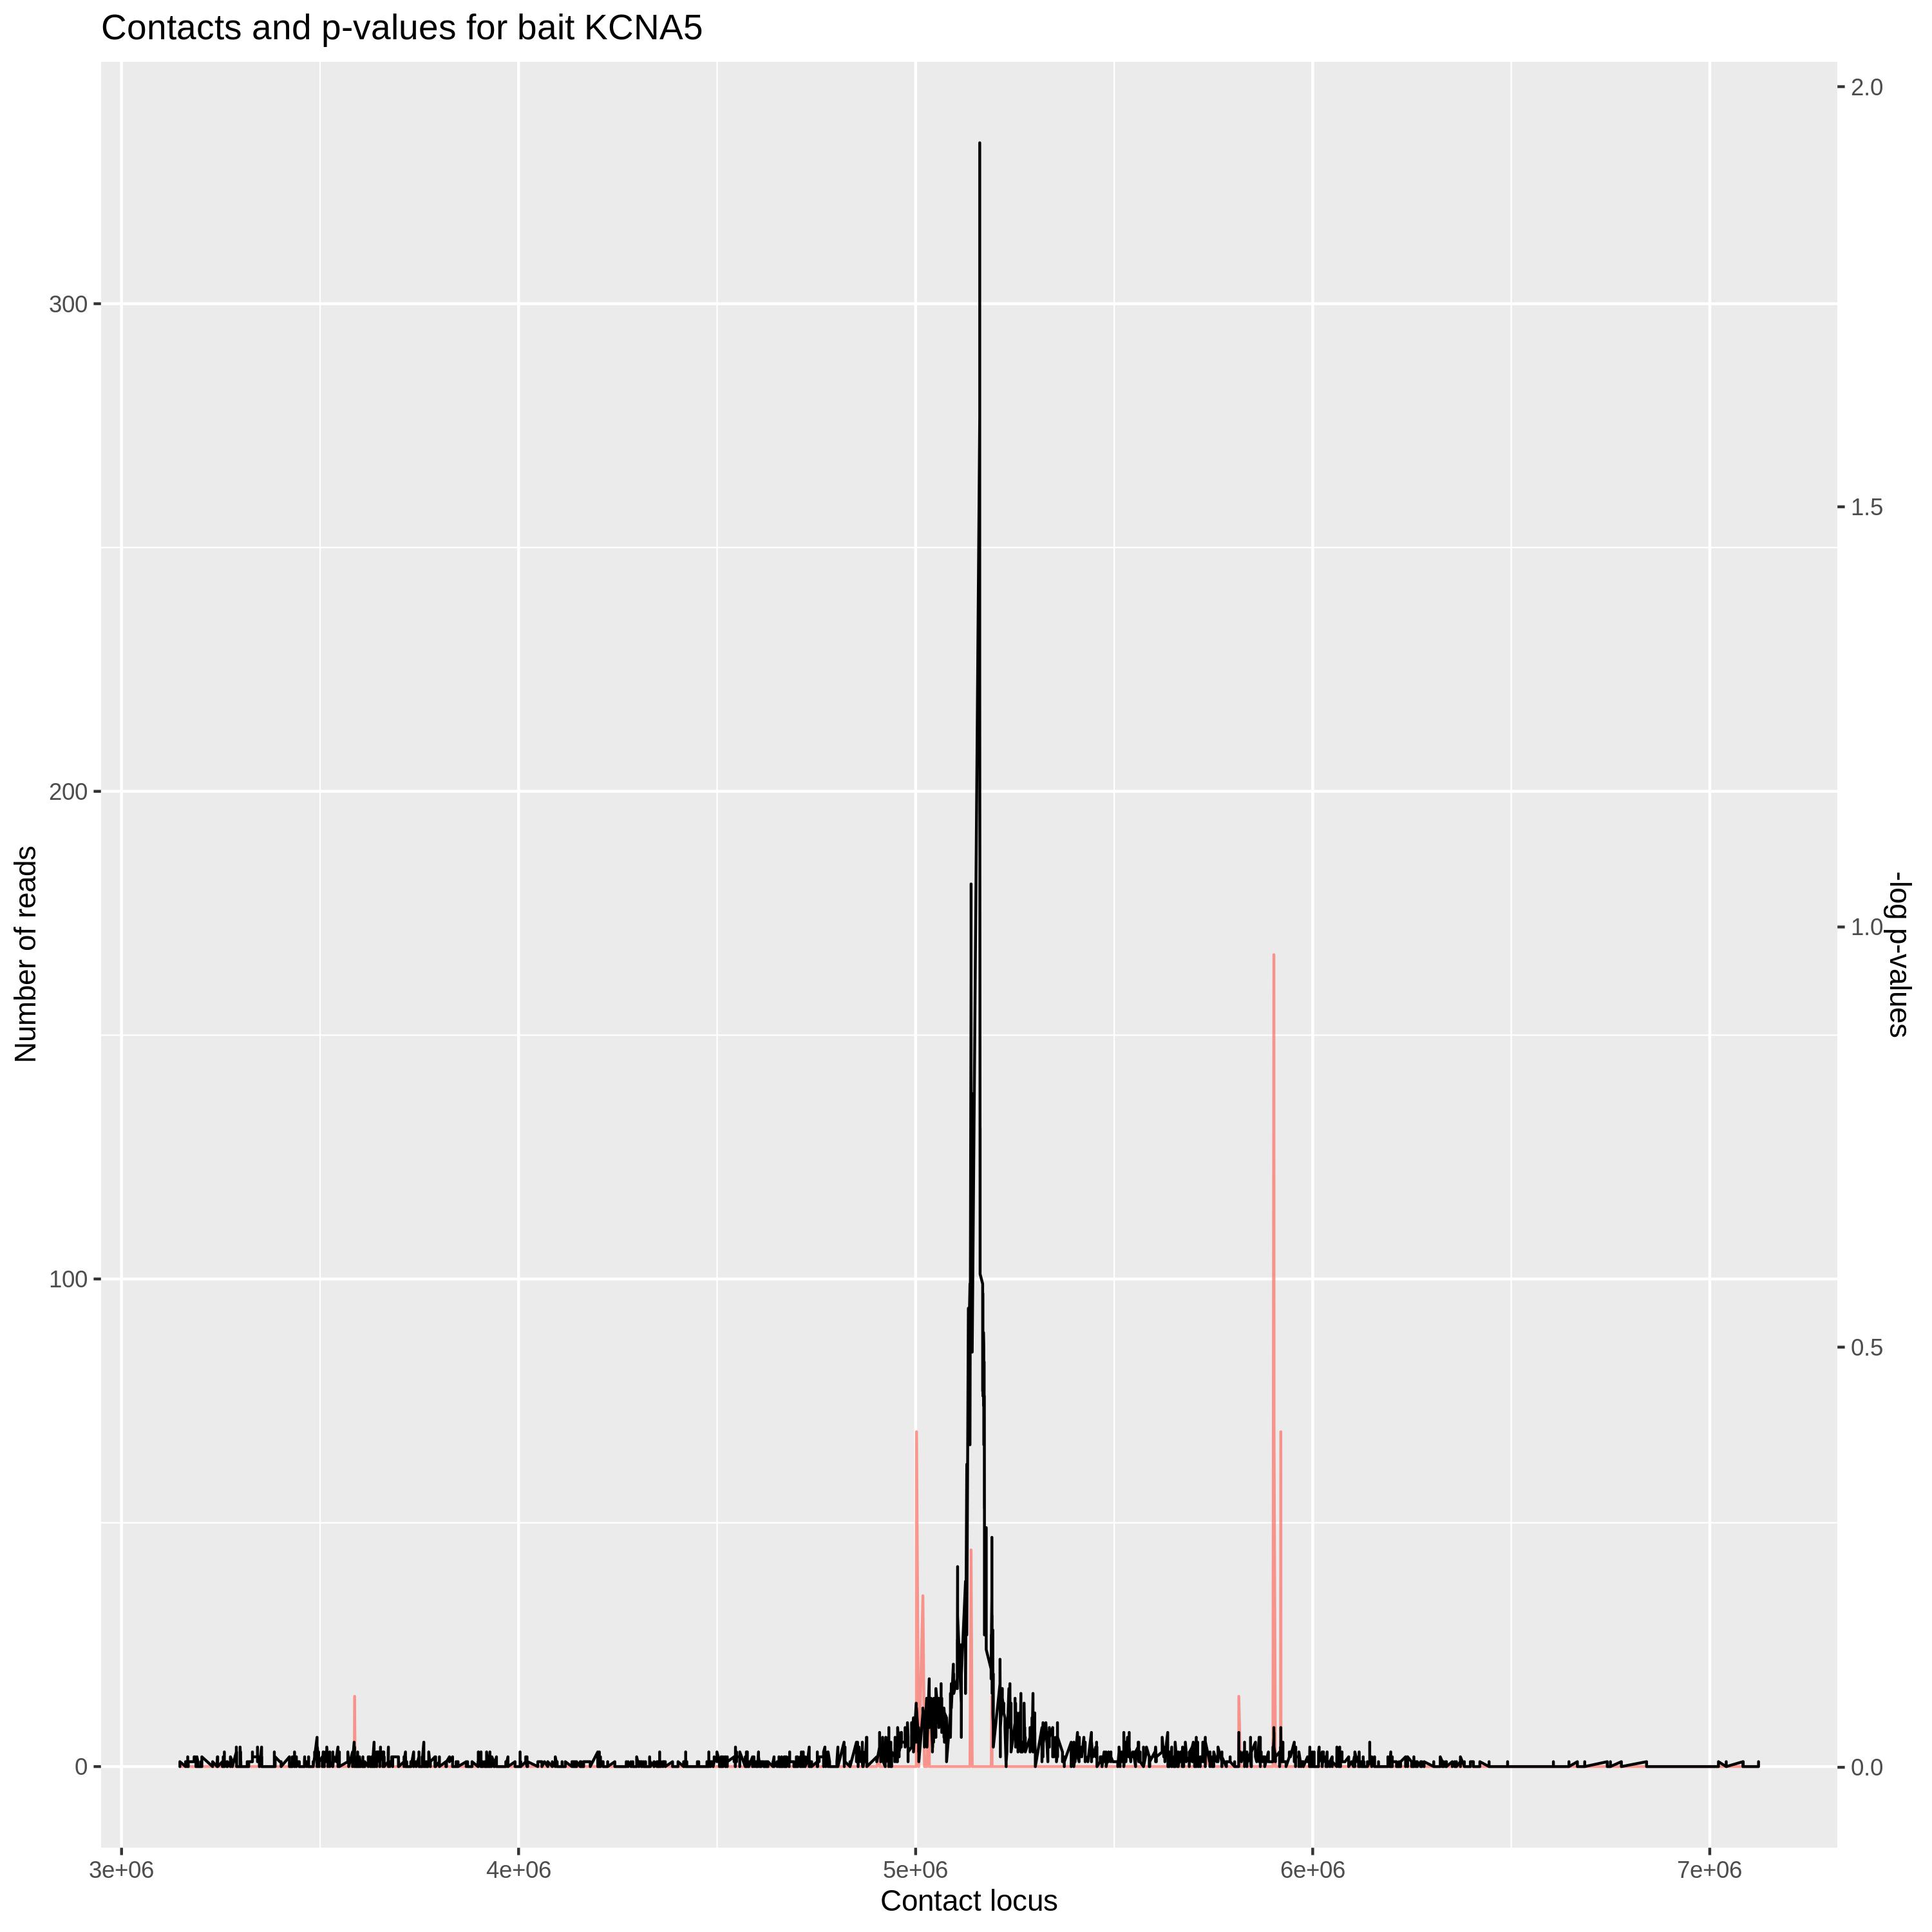 Contacts and p-values for bait KCNA5
Number of reads
300
200
100
0
2.0
1.5
1.0
0.5
0.0
-log p-values
3e+06
4e+06
5e+06
6e+06
7e+06
Contact locus